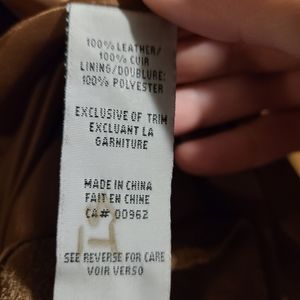 100% LEATHER/
100% CUIR
LINING/DOUBLURE:
100% POLYESTER
EXCLUSIVE OF TRIM
EXCLUANT LA
GARNITURE
MADE IN CHINA
FAIT EN CHINE
CA# 00962
SEE REVERSE FOR CARE
VOIR VERSO